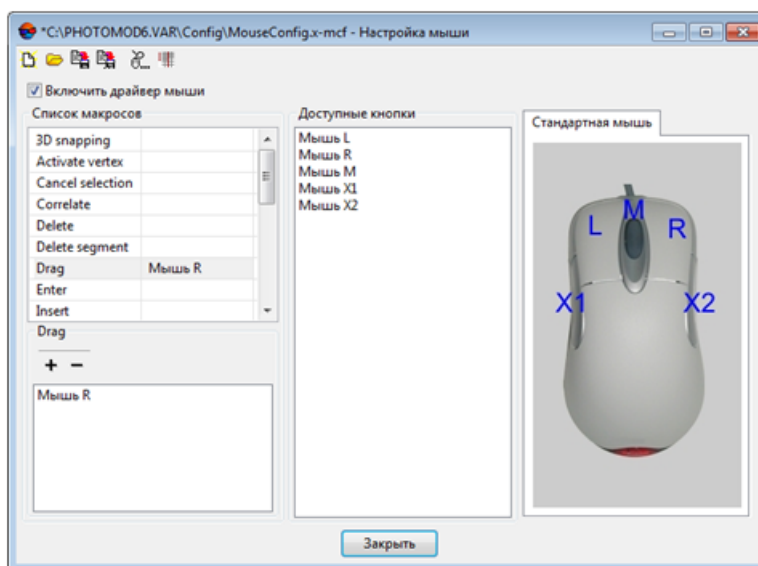 *C:\PHOTOMOD6.VAR\Config\MouseConfig.x-mcf - Настройка мыши
Включить драйвер мыши
Список макросов
3D snapping
Activate vertex
Cancel selection
Correlate
Delete
Delete segment
Drag Мышь R
Enter
Insert
Drag
+ −
Мышь R
Доступные кнопки
Мышь L
Мышь R
Мышь M
Мышь X1
Мышь X2
Стандартная мышь
L M R
X1 X2
Закрыть